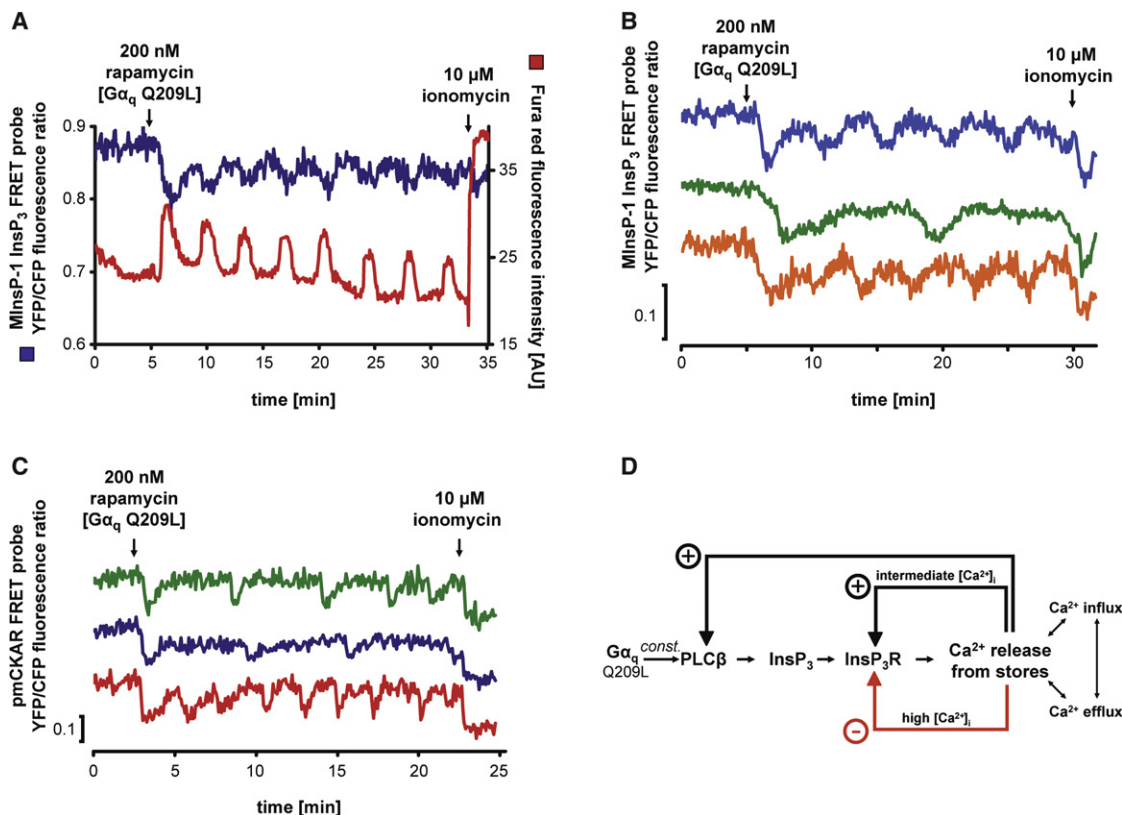 A
200 nM
rapamycin
[Gαq Q209L]
10 µM
ionomycin
MInsP-1 InsP3 FRET probe
YFP/CFP fluorescence ratio
0.9
0.8
0.7
0.6
35
25
15
Fura red fluorescence intensity [AU]
0 5 10 15 20 25 30 35
time [min]
B
200 nM
rapamycin
[Gαq Q209L]
10 µM
ionomycin
MInsP-1 InsP3 FRET probe
YFP/CFP fluorescence ratio
0.1
0 10 20 30
time [min]
C
200 nM
rapamycin
[Gαq Q209L]
10 µM
ionomycin
pmCKAR FRET probe
YFP/CFP fluorescence ratio
0.1
0 5 10 15 20 25
time [min]
D
+
+ intermediate [Ca2+]i
Ca2+ influx
Gαq const. PLCβ InsP3 InsP3R Ca2+ release
Q209L from stores
Ca2+ efflux
high [Ca2+]i
−